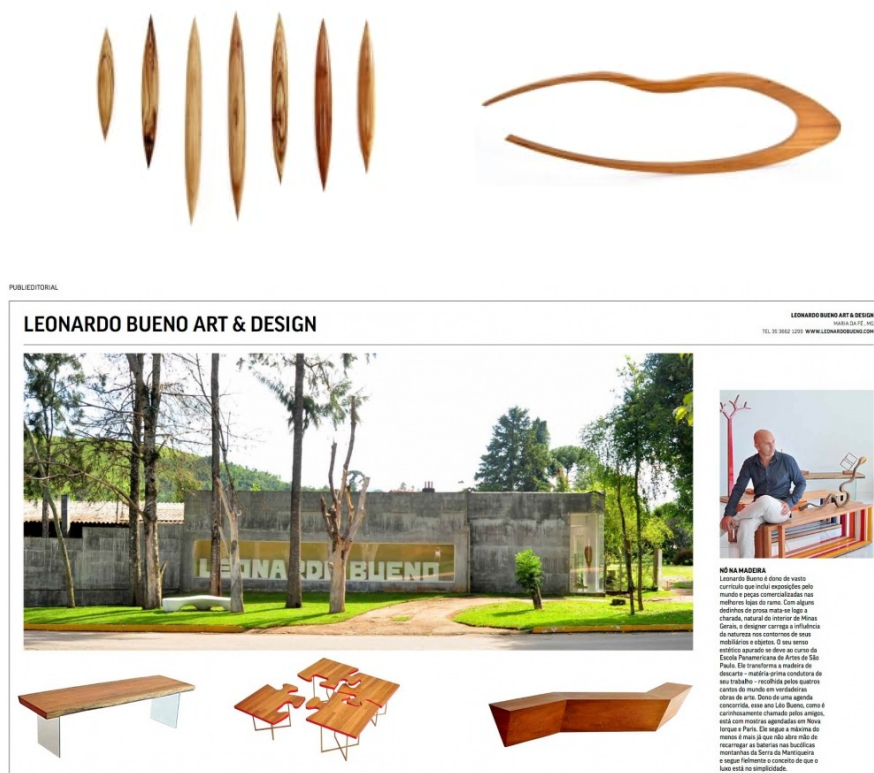 PUBLIEDITORIAL
LEONARDO BUENO ART & DESIGN
LEONARDO BUENO ART & DESIGN
MARIA DA FÉ, MG
TEL 35 3662 1200 WWW.LEONARDOBUENO.COM
LEONARDO BUENO
NÓ NA MADEIRA
Leonardo Bueno é dono de vasto
currículo que inclui exposições pelo
mundo e peças comercializadas nas
melhores lojas do ramo. Com alguns
dedinhos de prosa mata-se logo a
charada, natural do interior de Minas
Gerais, o designer carrega a influência
da natureza nos contornos de seus
mobiliários e objetos. O seu senso
estético apurado se deve ao curso da
Escola Panamericana de Artes de São
Paulo. Ele transforma a madeira de
descarte – matéria-prima condutora de
seu trabalho – recolhida pelos quatros
cantos do mundo em verdadeiras
obras de arte. Dono de uma agenda
concorrida, esse ano Léo Bueno, como é
carinhosamente chamado pelos amigos,
está com mostras agendadas em Nova
Iorque e Paris. Ele segue a máxima do
menos é mais já que não abre mão de
recarregar as baterias nas bucólicas
montanhas da Serra da Mantiqueira
e segue fielmente o conceito de que o
luxo está no simplicidade.